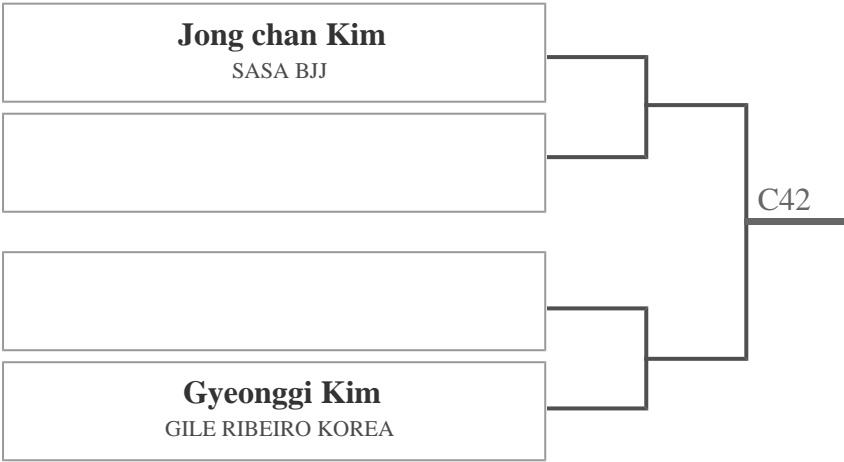 Jong chan Kim
SASA BJJ
C42
Gyeonggi Kim
GILE RIBEIRO KOREA